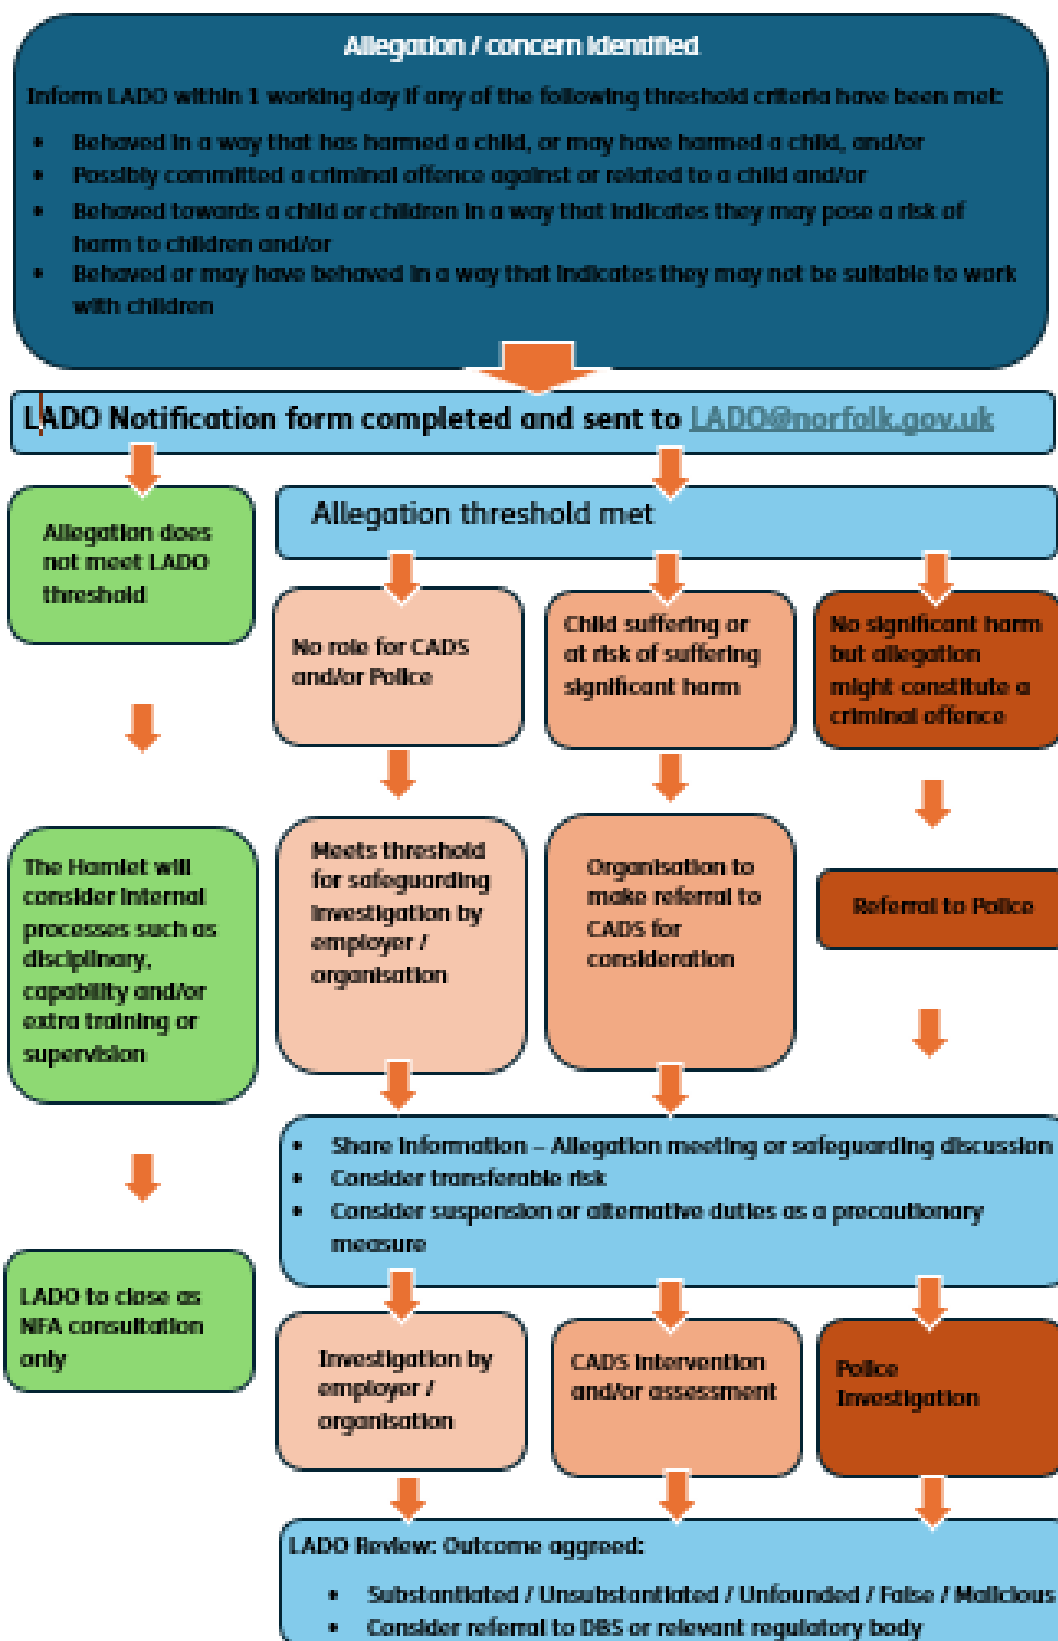 Allegation / concern identified
Inform LADO within 1 working day if any of the following threshold criteria have been met:
• Behaved in a way that has harmed a child, or may have harmed a child, and/or
• Possibly committed a criminal offence against or related to a child and/or
• Behaved towards a child or children in a way that indicates they may pose a risk of
harm to children and/or
• Behaved or may have behaved in a way that indicates they may not be suitable to work
with children
LADO Notification form completed and sent to LADO@norfolk.gov.uk
Allegation does
not meet LADO
threshold
Allegation threshold met
No role for CADS
and/or Police
Child suffering or
at risk of suffering
significant harm
No significant harm
but allegation
might constitute a
criminal offence
The Hamlet will
consider internal
processes such as
disciplinary,
capability and/or
extra training or
supervision
Meets threshold
for safeguarding
investigation by
employer /
organisation
Organisation to
make referral to
CADS for
consideration
Referral to Police
• Share information – Allegation meeting or safeguarding discussion
• Consider transferable risk
• Consider suspension or alternative duties as a precautionary
measure
LADO to close as
NFA consultation
only
Investigation by
employer /
organisation
CADS intervention
and/or assessment
Police
Investigation
LADO Review: Outcome aggreed:
• Substantiated / Unsubstantiated / Unfounded / False / Malicious
• Consider referral to DBS or relevant regulatory body